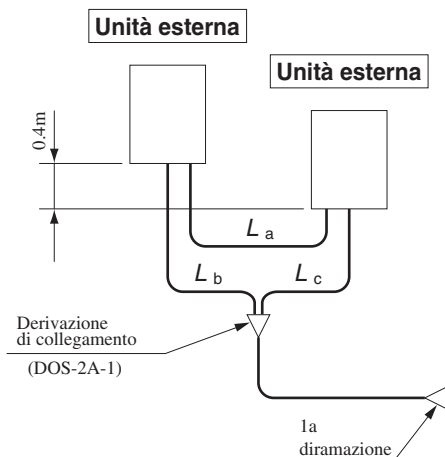 Unità esterna
Unità esterna
0.4m
L a
L b
L c
Derivazione
di collegamento
(DOS-2A-1)
1a
diramazione